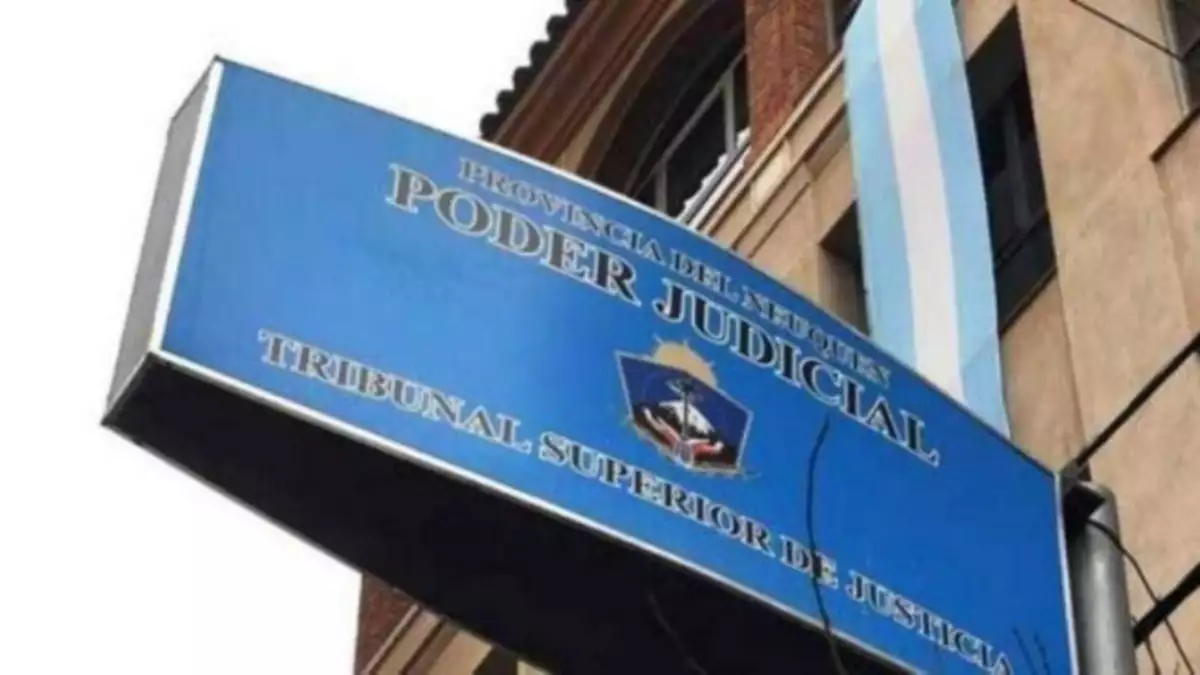 PROVINCIA DEL NEUQUEN
PODER JUDICIAL
TRIBUNAL SUPERIOR DE JUSTICIA